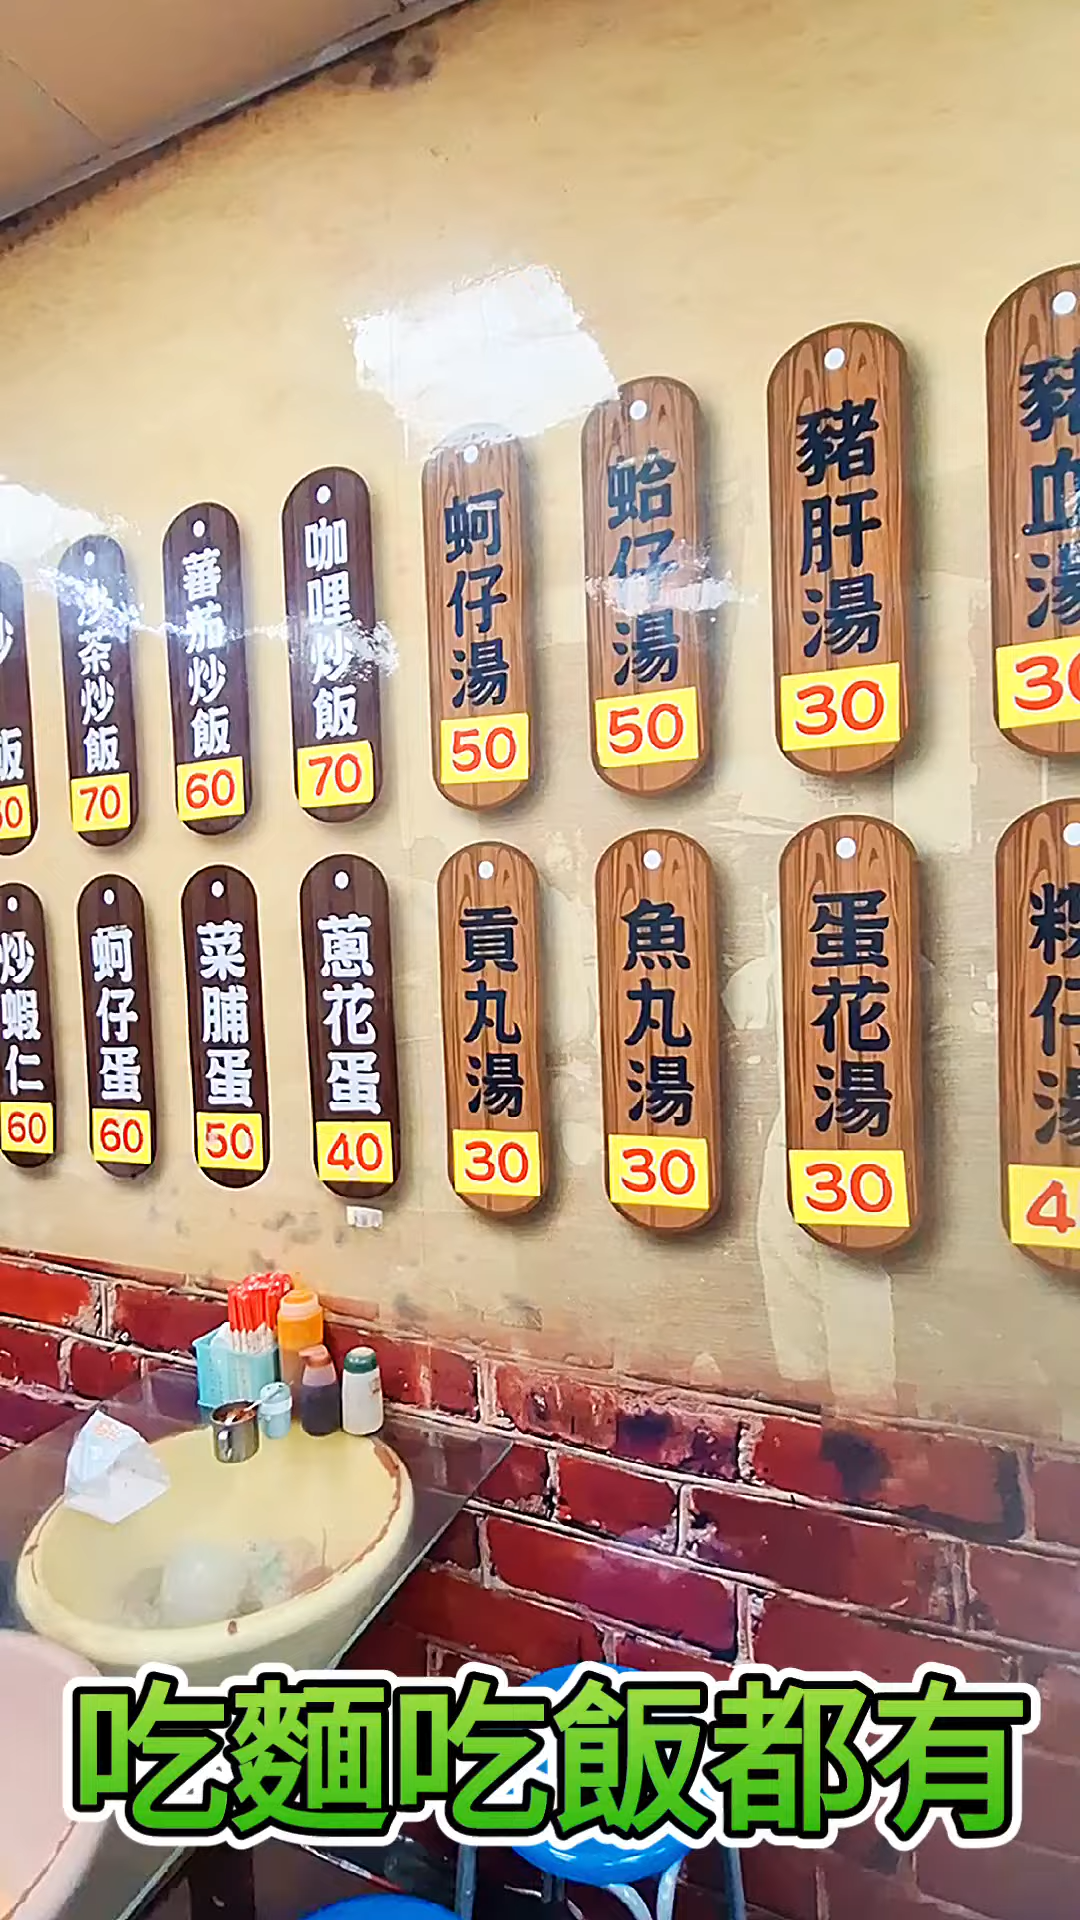 沙茶炒飯
70
蕃茄炒飯
60
咖哩炒飯
70
蚵仔湯
50
蛤仔湯
50
豬肝湯
30
豬血湯
30
炒蝦仁
60
蚵仔蛋
60
菜脯蛋
50
蔥花蛋
40
貢丸湯
30
魚丸湯
30
蛋花湯
30
粿仔湯
吃麵吃飯都有